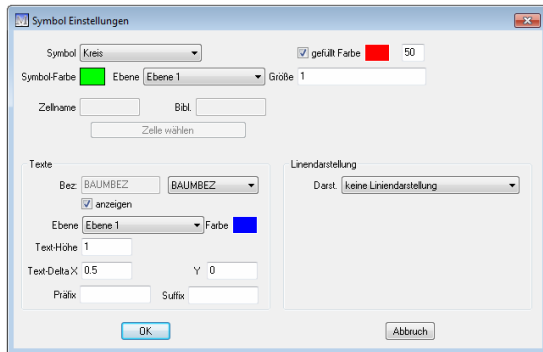 Symbol Einstellungen
Symbol Kreis gefüllt Farbe 50
Symbol-Farbe Ebene Ebene 1 Größe 1
Zellname Bibl.
Zelle wählen
Texte Linendarstellung
Bez: BAUMBEZ BAUMBEZ Darst. keine Liniendarstellung
anzeigen
Ebene Ebene 1 Farbe
Text-Höhe 1
Text-Delta X 0.5 Y 0
Präfix Suffix
OK Abbruch